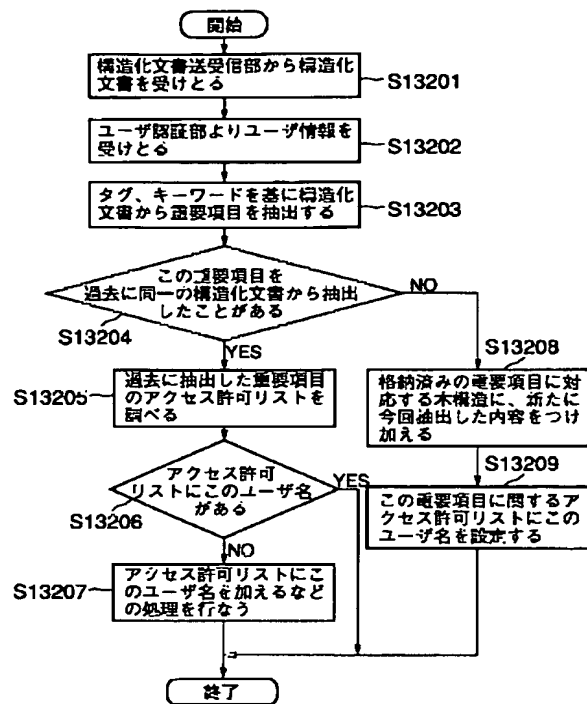 開始
構造化文書送受信部から構造化
文書を受けとる
S13201
ユーザ認証部よりユーザ情報を
受けとる
S13202
タグ、キーワードを基に構造化
文書から重要項目を抽出する
S13203
この重要項目を
過去に同一の構造化文書から抽出
したことがある
NO
S13204
YES
S13208
S13205
過去に抽出した重要項目
のアクセス許可リストを
調べる
格納済みの重要項目に対
応する木構造に、新たに
今回抽出した内容をつけ
加える
S13209
アクセス許可
リストにこのユーザ名
がある
YES
S13206
この重要項目に関するア
クセス許可リストにこの
ユーザ名を設定する
NO
S13207
アクセス許可リストにこ
のユーザ名を加えるなど
の処理を行なう
終了